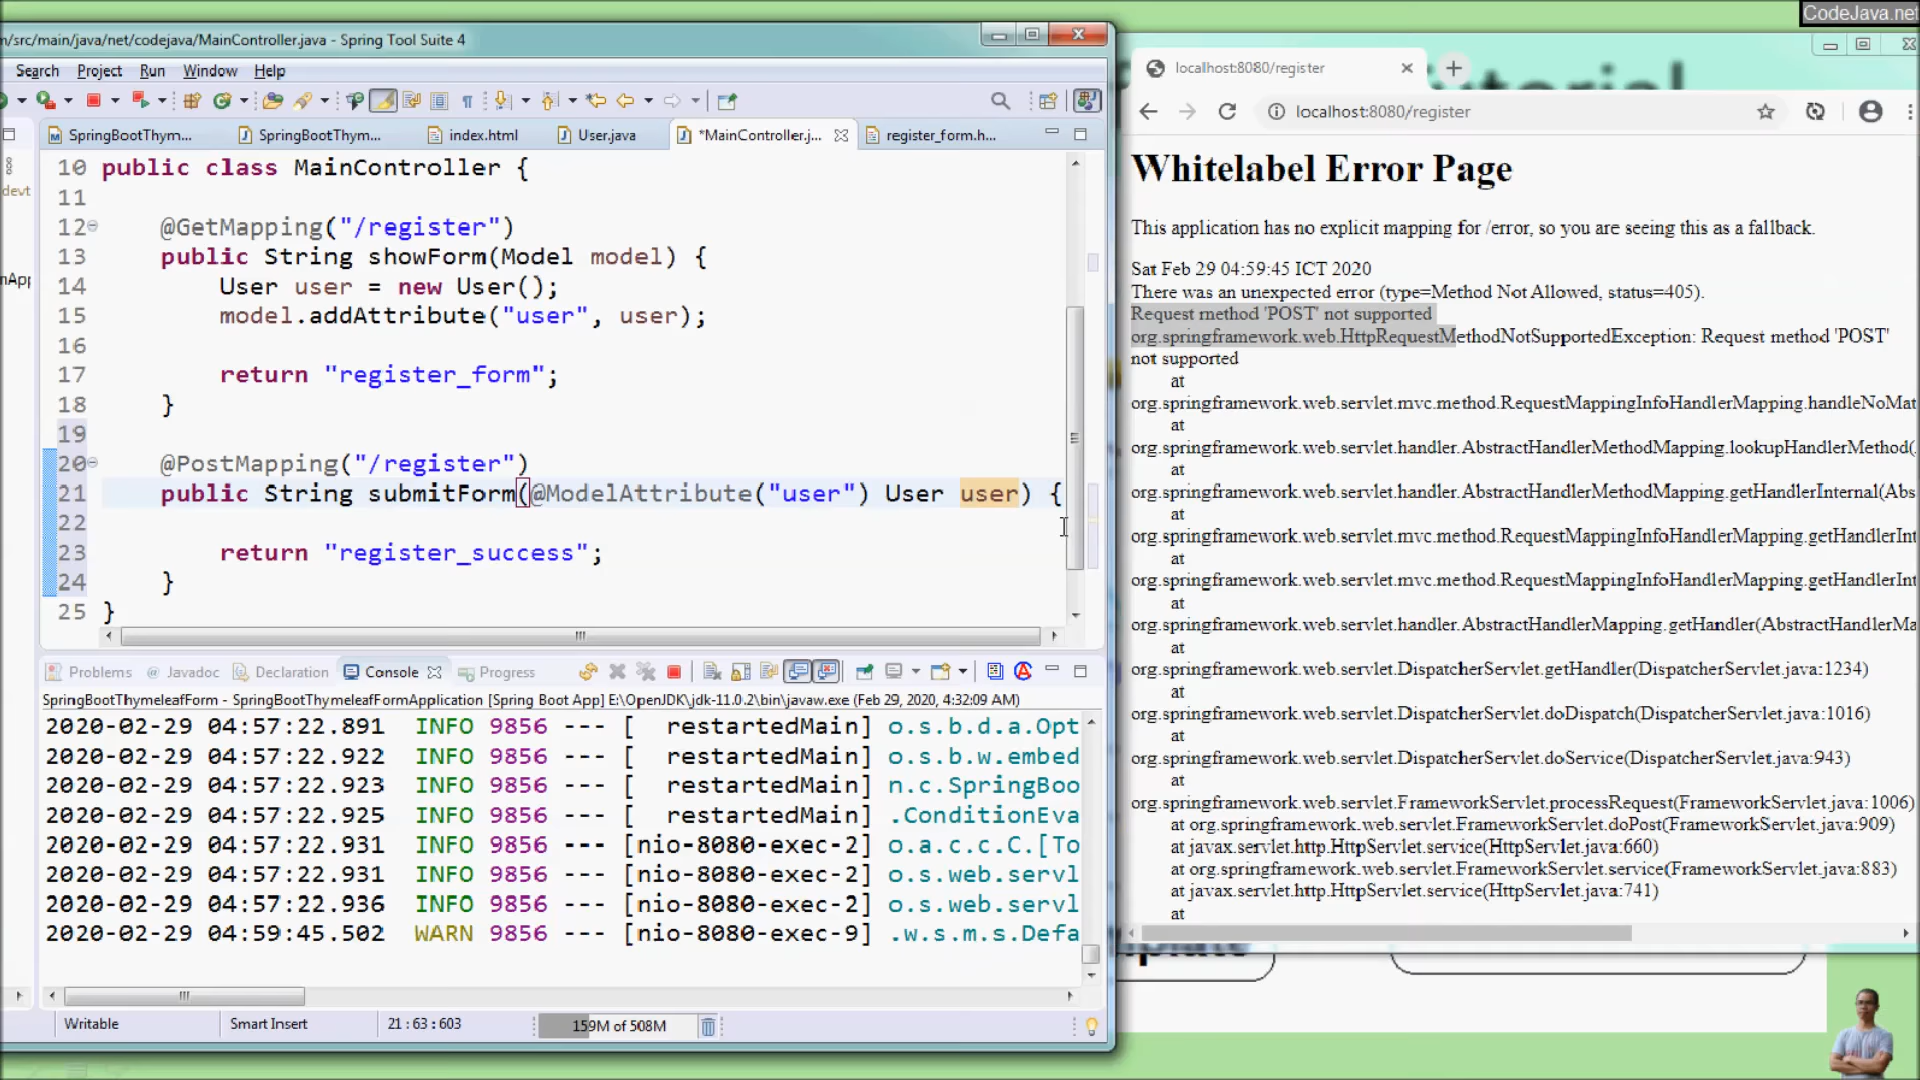 CodeJava.net
m/src/main/java/net/codejava/MainController.java - Spring Tool Suite 4
Search Project Run Window Help
SpringBootThym... SpringBootThym... index.html User.java *MainController.j... register_form.h...
devt
mApp
10 public class MainController {
11
12 @GetMapping("/register")
13 public String showForm(Model model) {
14 User user = new User();
15 model.addAttribute("user", user);
16
17 return "register_form";
18 }
19
20 @PostMapping("/register")
21 public String submitForm(@ModelAttribute("user") User user) {
22
23 return "register_success";
24 }
25 }
Problems Javadoc Declaration Console Progress
SpringBootThymeleafForm - SpringBootThymeleafFormApplication [Spring Boot App] E:\OpenJDK\jdk-11.0.2\bin\javaw.exe (Feb 29, 2020, 4:32:09 AM)
2020-02-29 04:57:22.891 INFO 9856 --- [ restartedMain] o.s.b.d.a.Opt
2020-02-29 04:57:22.922 INFO 9856 --- [ restartedMain] o.s.b.w.embed
2020-02-29 04:57:22.923 INFO 9856 --- [ restartedMain] n.c.SpringBoo
2020-02-29 04:57:22.925 INFO 9856 --- [ restartedMain] .ConditionEva
2020-02-29 04:57:22.931 INFO 9856 --- [nio-8080-exec-2] o.a.c.c.C.[To
2020-02-29 04:57:22.931 INFO 9856 --- [nio-8080-exec-2] o.s.web.servl
2020-02-29 04:57:22.936 INFO 9856 --- [nio-8080-exec-2] o.s.web.servl
2020-02-29 04:59:45.502 WARN 9856 --- [nio-8080-exec-9] .w.s.m.s.Defa
Writable Smart Insert 21 : 63 : 603 159M of 508M
localhost:8080/register
localhost:8080/register
Whitelabel Error Page
This application has no explicit mapping for /error, so you are seeing this as a fallback.
Sat Feb 29 04:59:45 ICT 2020
There was an unexpected error (type=Method Not Allowed, status=405).
Request method 'POST' not supported
org.springframework.web.HttpRequestMethodNotSupportedException: Request method 'POST'
not supported
at
org.springframework.web.servlet.mvc.method.RequestMappingInfoHandlerMapping.handleNoMat
at
org.springframework.web.servlet.handler.AbstractHandlerMethodMapping.lookupHandlerMethod(
at
org.springframework.web.servlet.handler.AbstractHandlerMethodMapping.getHandlerInternal(Abs
at
org.springframework.web.servlet.mvc.method.RequestMappingInfoHandlerMapping.getHandlerInt
at
org.springframework.web.servlet.mvc.method.RequestMappingInfoHandlerMapping.getHandlerInt
at
org.springframework.web.servlet.handler.AbstractHandlerMapping.getHandler(AbstractHandlerMa
at
org.springframework.web.servlet.DispatcherServlet.getHandler(DispatcherServlet.java:1234)
at
org.springframework.web.servlet.DispatcherServlet.doDispatch(DispatcherServlet.java:1016)
at
org.springframework.web.servlet.DispatcherServlet.doService(DispatcherServlet.java:943)
at
org.springframework.web.servlet.FrameworkServlet.processRequest(FrameworkServlet.java:1006)
at org.springframework.web.servlet.FrameworkServlet.doPost(FrameworkServlet.java:909)
at javax.servlet.http.HttpServlet.service(HttpServlet.java:660)
at org.springframework.web.servlet.FrameworkServlet.service(FrameworkServlet.java:883)
at javax.servlet.http.HttpServlet.service(HttpServlet.java:741)
at